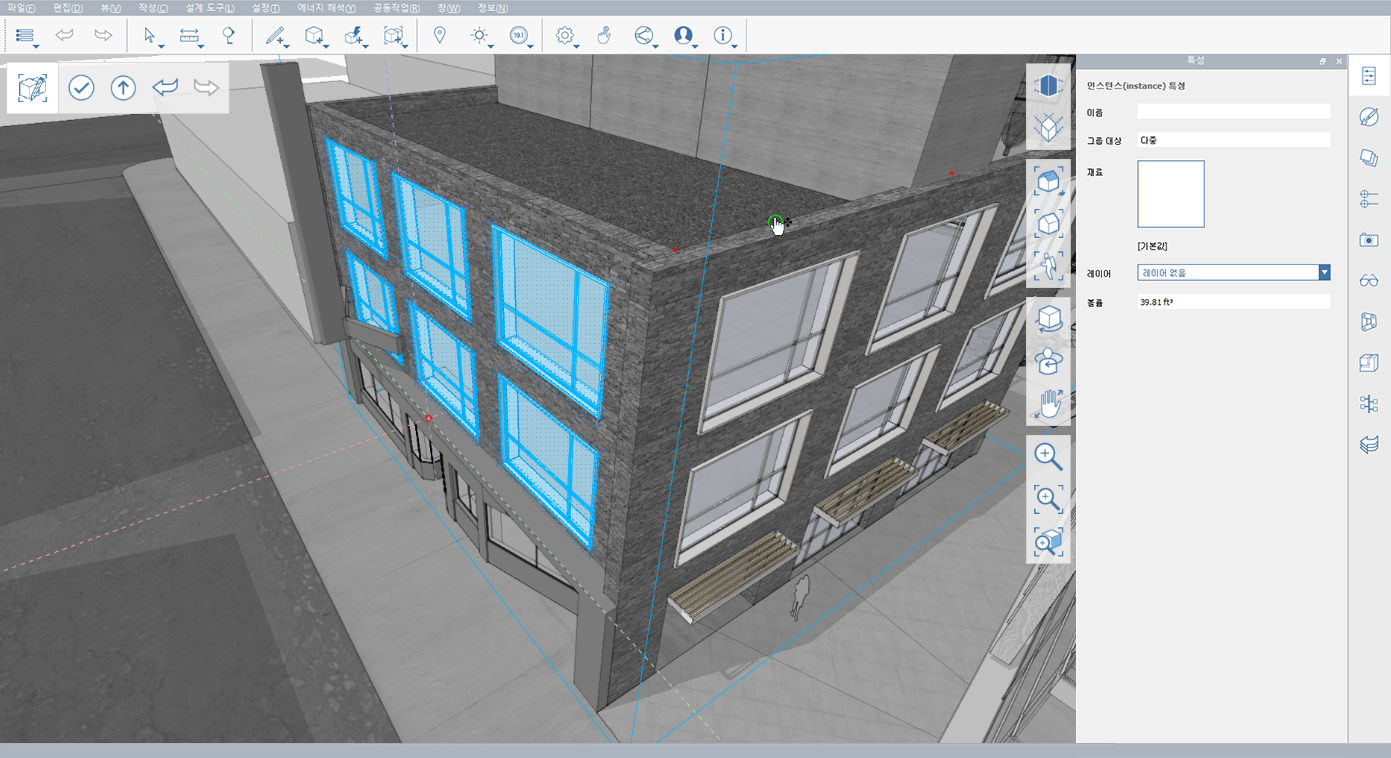 파일(F) 편집(D) 뷰(V) 작성(C) 설계 도구(L) 설정(T) 에너지 해석(Y) 공동작업(R) 창(W) 정보(N)
특성
인스턴스(instance) 특성
이름
그룹 대상 다중
재료
[기본값]
레이어 레이어 없음
볼륨 39.81 ft³